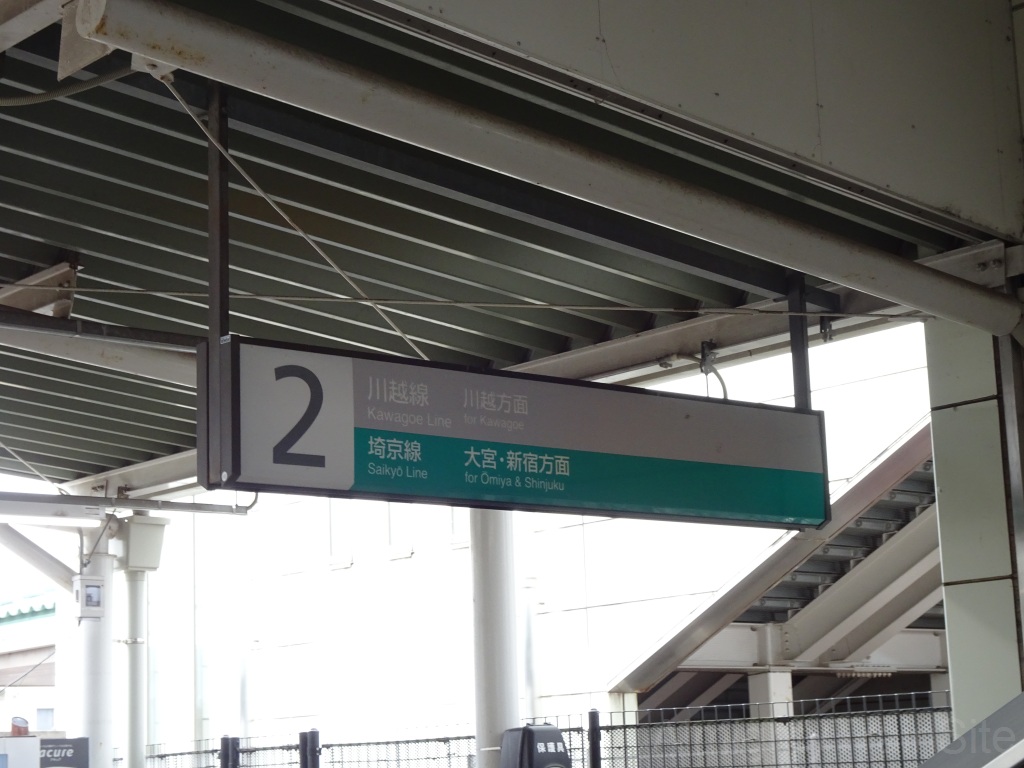 2
川越線 川越方面
Kawagoe Line for Kawagoe
埼京線 大宮・新宿方面
Saikyō Line for Ōmiya & Shinjuku
acure
Site